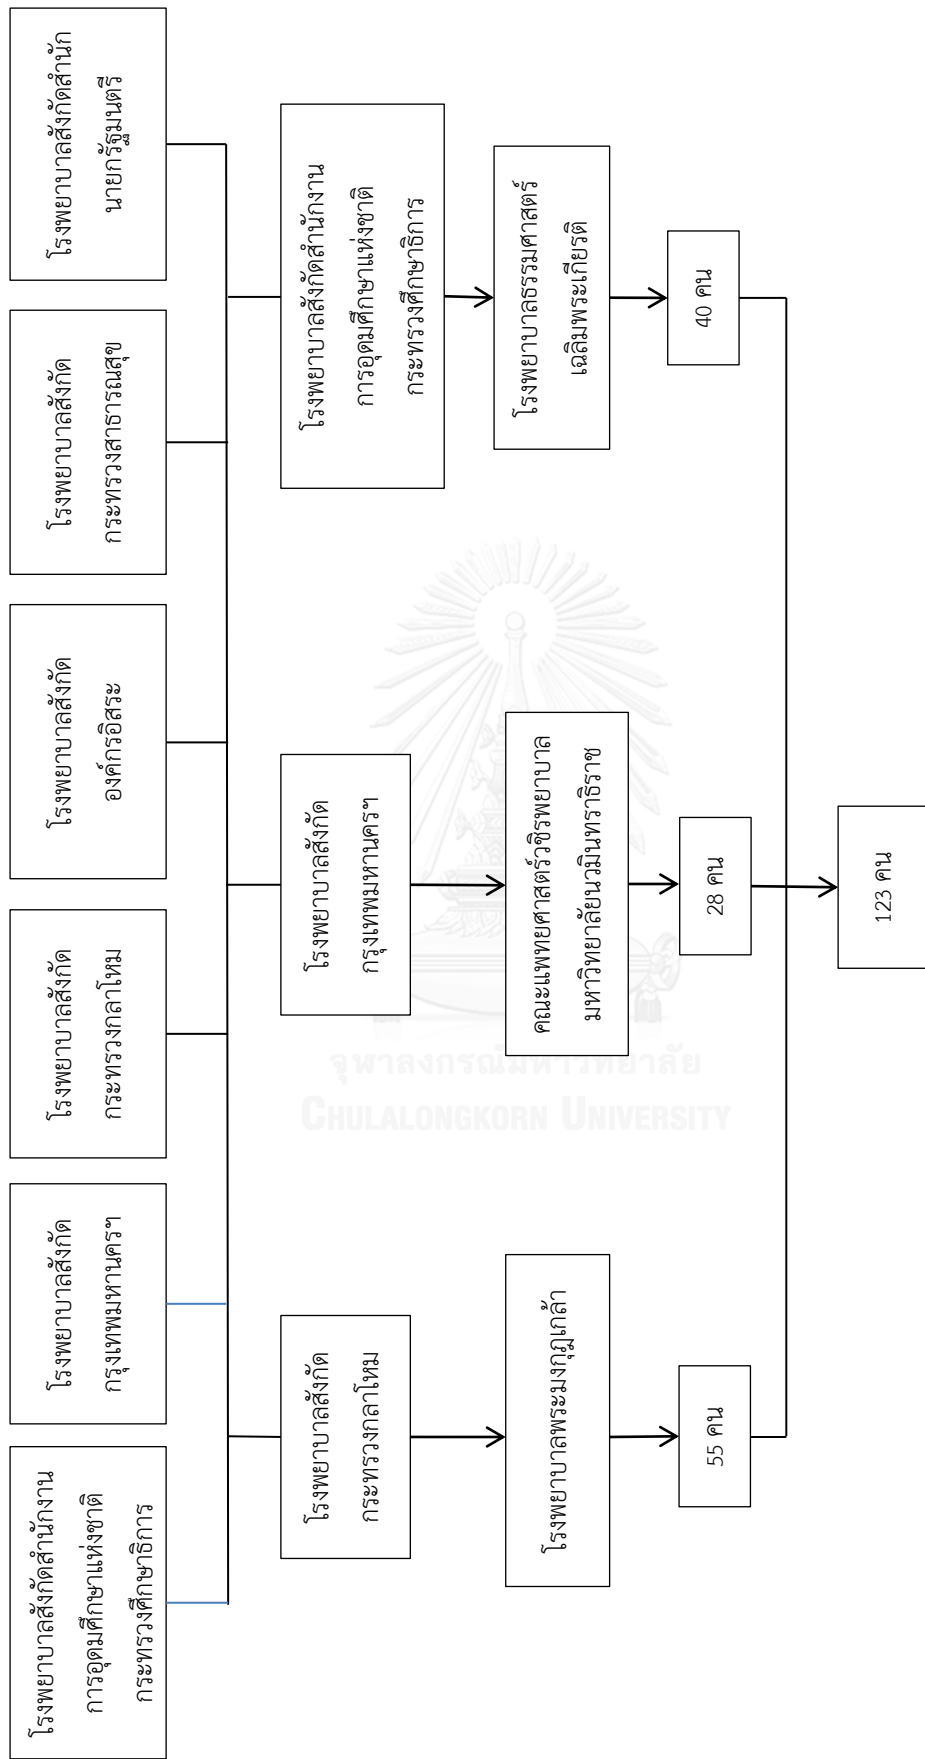 โรงพยาบาลสังกัดสำนักงาน
การอุดมศึกษาแห่งชาติ
กระทรวงศึกษาธิการ
โรงพยาบาลสังกัด
กรุงเทพมหานครฯ
โรงพยาบาลสังกัด
กระทรวงกลาโหม
โรงพยาบาลสังกัด
องค์กรอิสระ
โรงพยาบาลสังกัด
กระทรวงสาธารณสุข
โรงพยาบาลสังกัดสำนัก
นายกรัฐมนตรี
โรงพยาบาลสังกัด
กระทรวงกลาโหม
โรงพยาบาลสังกัด
กรุงเทพมหานครฯ
โรงพยาบาลสังกัดสำนักงาน
การอุดมศึกษาแห่งชาติ
กระทรวงศึกษาธิการ
โรงพยาบาลพระมงกุฎเกล้า
คณะแพทยศาสตร์วชิรพยาบาล
มหาวิทยาลัยนวมินทราธิราช
โรงพยาบาลธรรมศาสตร์
เฉลิมพระเกียรติ
55 คน
28 คน
40 คน
123 คน
จุฬาลงกรณ์มหาวิทยาลัย
CHULALONGKORN UNIVERSITY